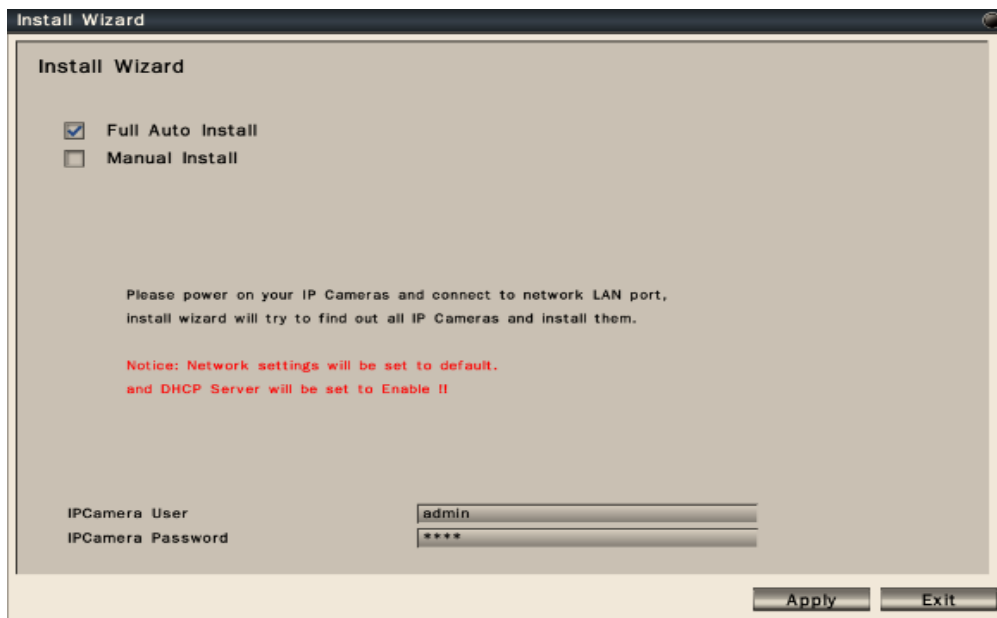 Install Wizard
Install Wizard
Full Auto Install
Manual Install
Please power on your IP Cameras and connect to network LAN port,
install wizard will try to find out all IP Cameras and install them.
Notice: Network settings will be set to default.
and DHCP Server will be set to Enable !!
IPCamera User admin
IPCamera Password ****
Apply Exit